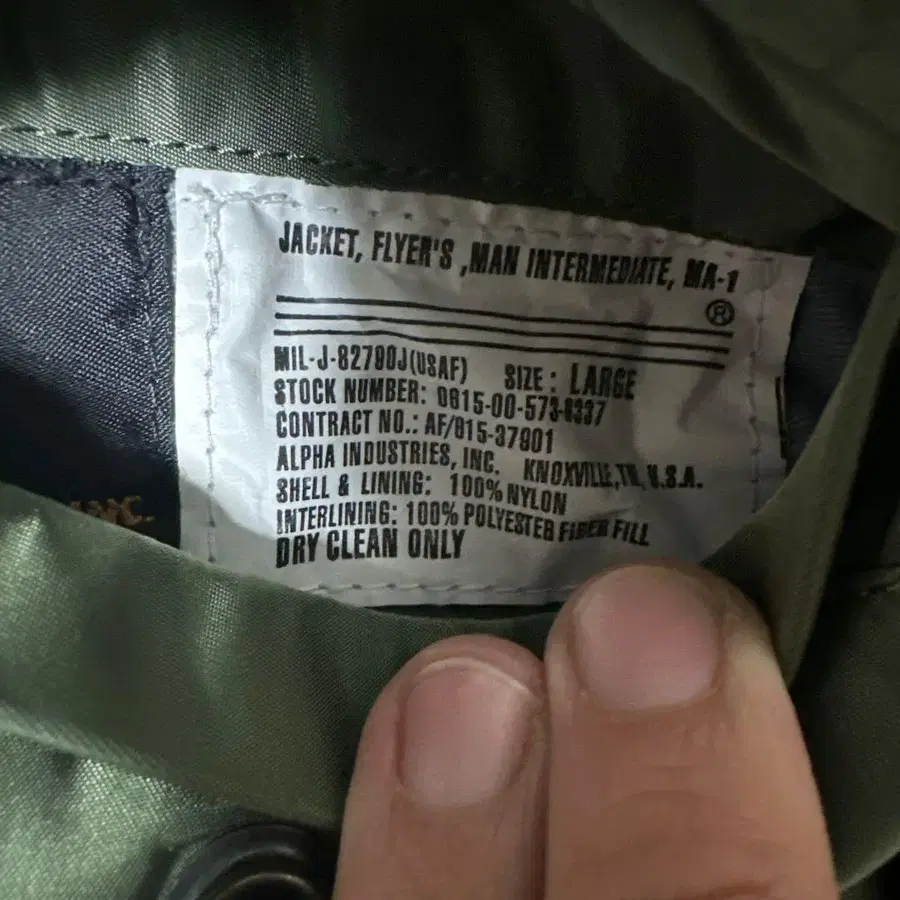 JACKET, FLYER'S ,MAN INTERMEDIATE, MA-1
®
MIL-J-82790J(USAF) SIZE : LARGE
STOCK NUMBER: 0615-00-573-8337
CONTRACT NO.: AF/815-37901
ALPHA INDUSTRIES, INC. KNOXVILLE,TN, U.S.A.
SHELL & LINING: 100% NYLON
INTERLINING: 100% POLYESTER FIBER FILL
DRY CLEAN ONLY
INC.